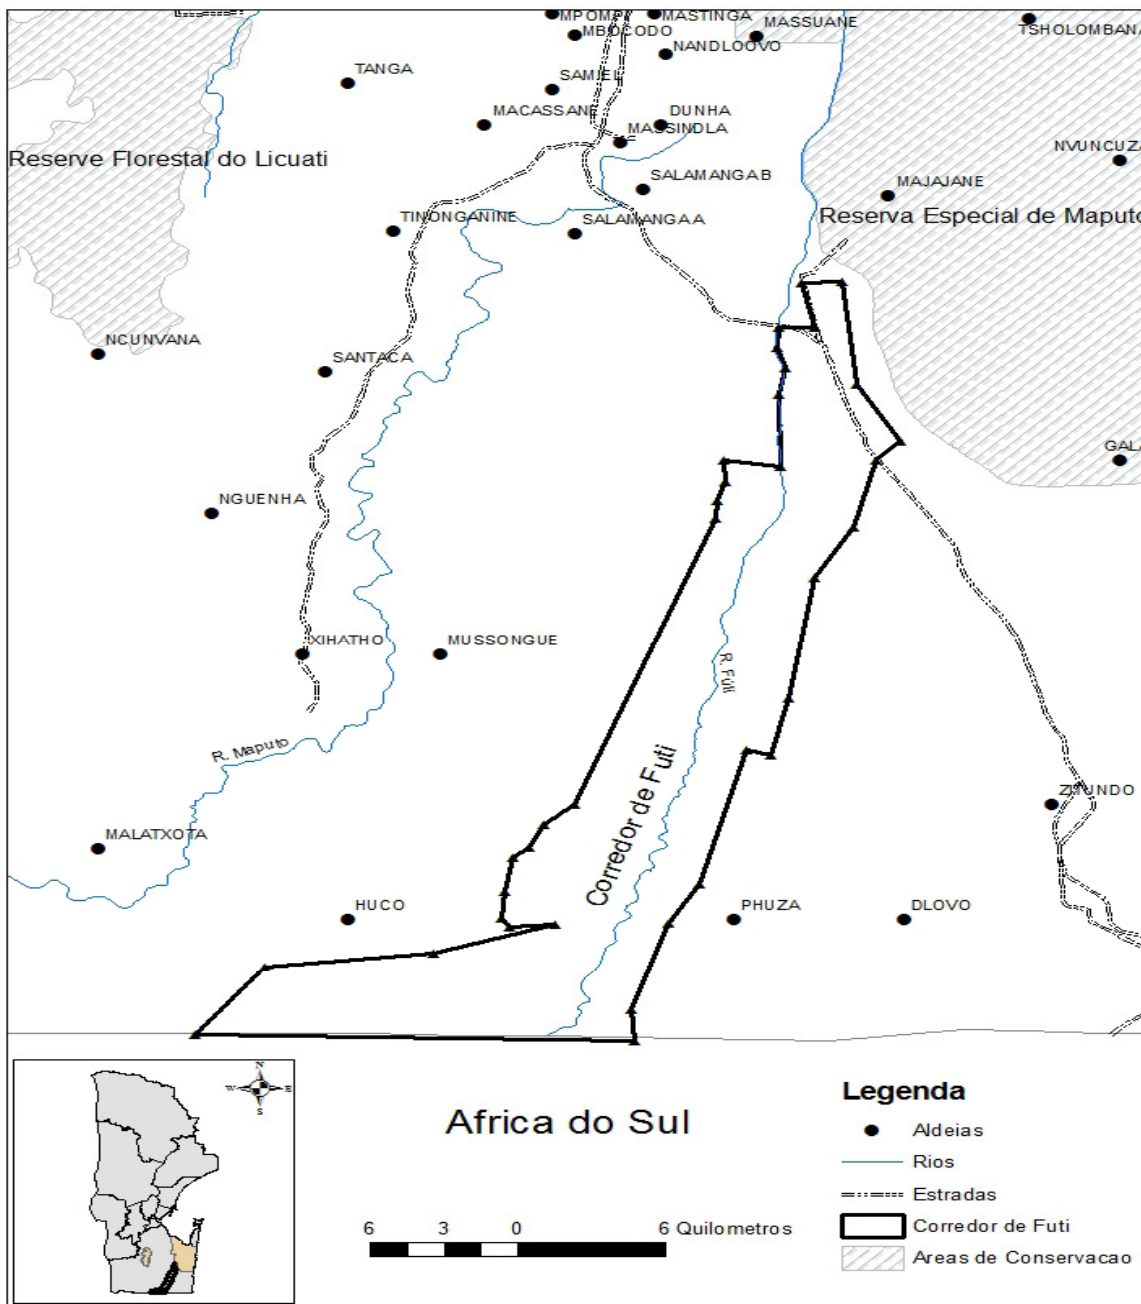 MPOMPI
MASTINGA
MBOCODO
MASSUANE
TSHOLOMBANA
NANDLOOVO
TANGA
SAMIEL
MACASSANE
DUNHA
MASSINDLA
Reserve Florestal do Licuati
NVUNCUZA
SALAMANGAB
MAJAJANE
TINONGANINE
SALAMANGAA
Reserva Especial de Maputo
NCUNVANA
SANTACA
GALA
NGUENHA
XIHATHO
MUSSONGUE
R. Futi
R. Maputo
Corredor de Futi
ZITUNDO
MALATXOTA
HUCO
PHUZA
DLOVO
N
W E
S
Africa do Sul
Legenda
Aldeias
Rios
Estradas
Corredor de Futi
Areas de Conservacao
6 3 0 6 Quilometros